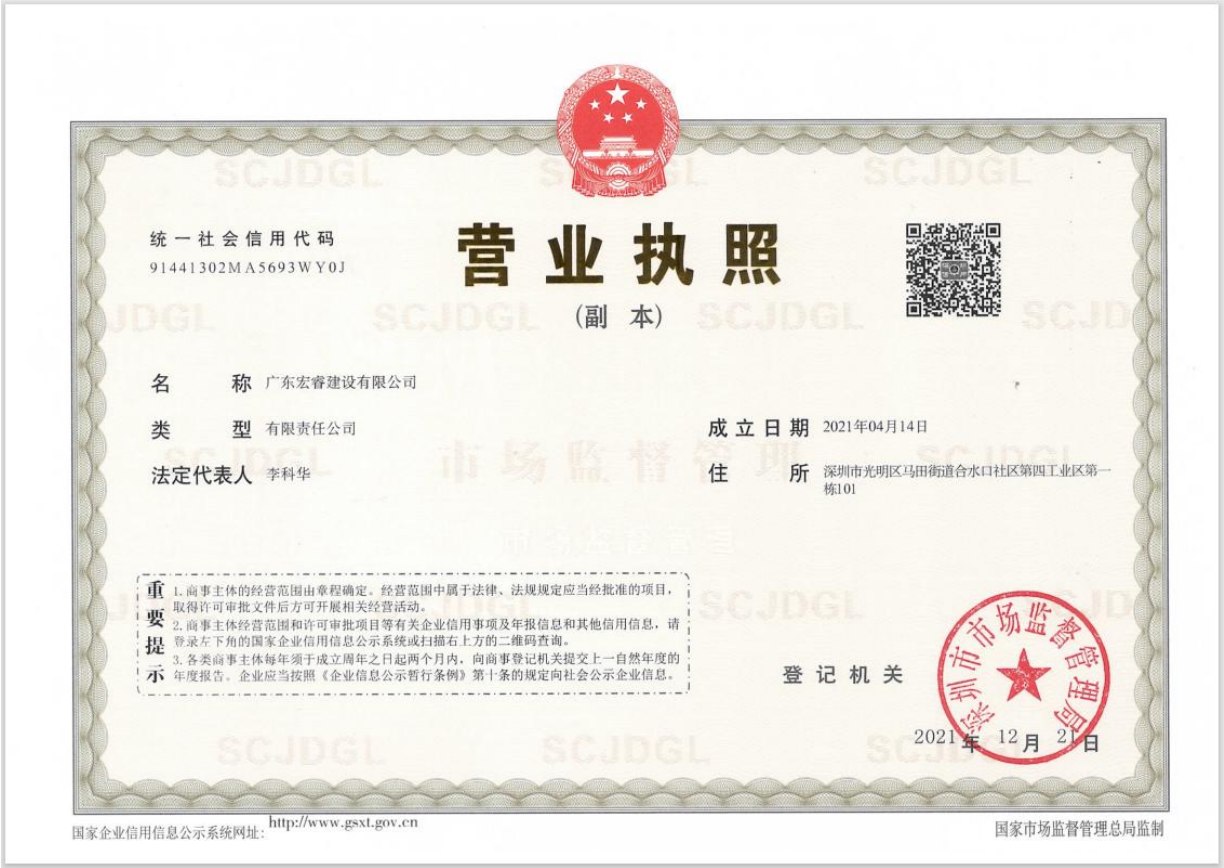 统一社会信用代码
91441302MA5693WY0J
营业执照
(副 本)
名 称 广东宏睿建设有限公司
类 型 有限责任公司
法定代表人 李科华
成立日期 2021年04月14日
住 所 深圳市光明区马田街道合水口社区第四工业区第一
栋101
重要提示
1.商事主体的经营范围由章程确定。经营范围中属于法律、法规规定应当经批准的项目，
取得许可审批文件后方可开展相关经营活动。
2.商事主体经营范围和许可审批项目等有关企业信用事项及年报信息和其他信用信息，请
登录左下角的国家企业信用信息公示系统或扫描右上方的二维码查询。
3.各类商事主体每年须于成立周年之日起两个月内，向商事登记机关提交上一自然年度的
年度报告。企业应当按照《企业信息公示暂行条例》第十条的规定向社会公示企业信息。
登记机关
深圳市市场监督管理局
2021年 12月 21日
国家企业信用信息公示系统网址：http://www.gsxt.gov.cn
国家市场监督管理总局监制
SCJDGL
市场监督管理